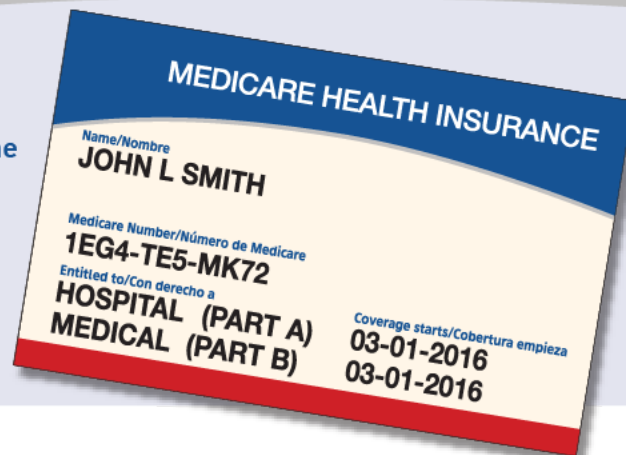 MEDICARE HEALTH INSURANCE
Name/Nombre
JOHN L SMITH
Medicare Number/Número de Medicare
1EG4-TE5-MK72
Entitled to/Con derecho a
HOSPITAL (PART A)
MEDICAL (PART B)
Coverage starts/Cobertura empieza
03-01-2016
03-01-2016